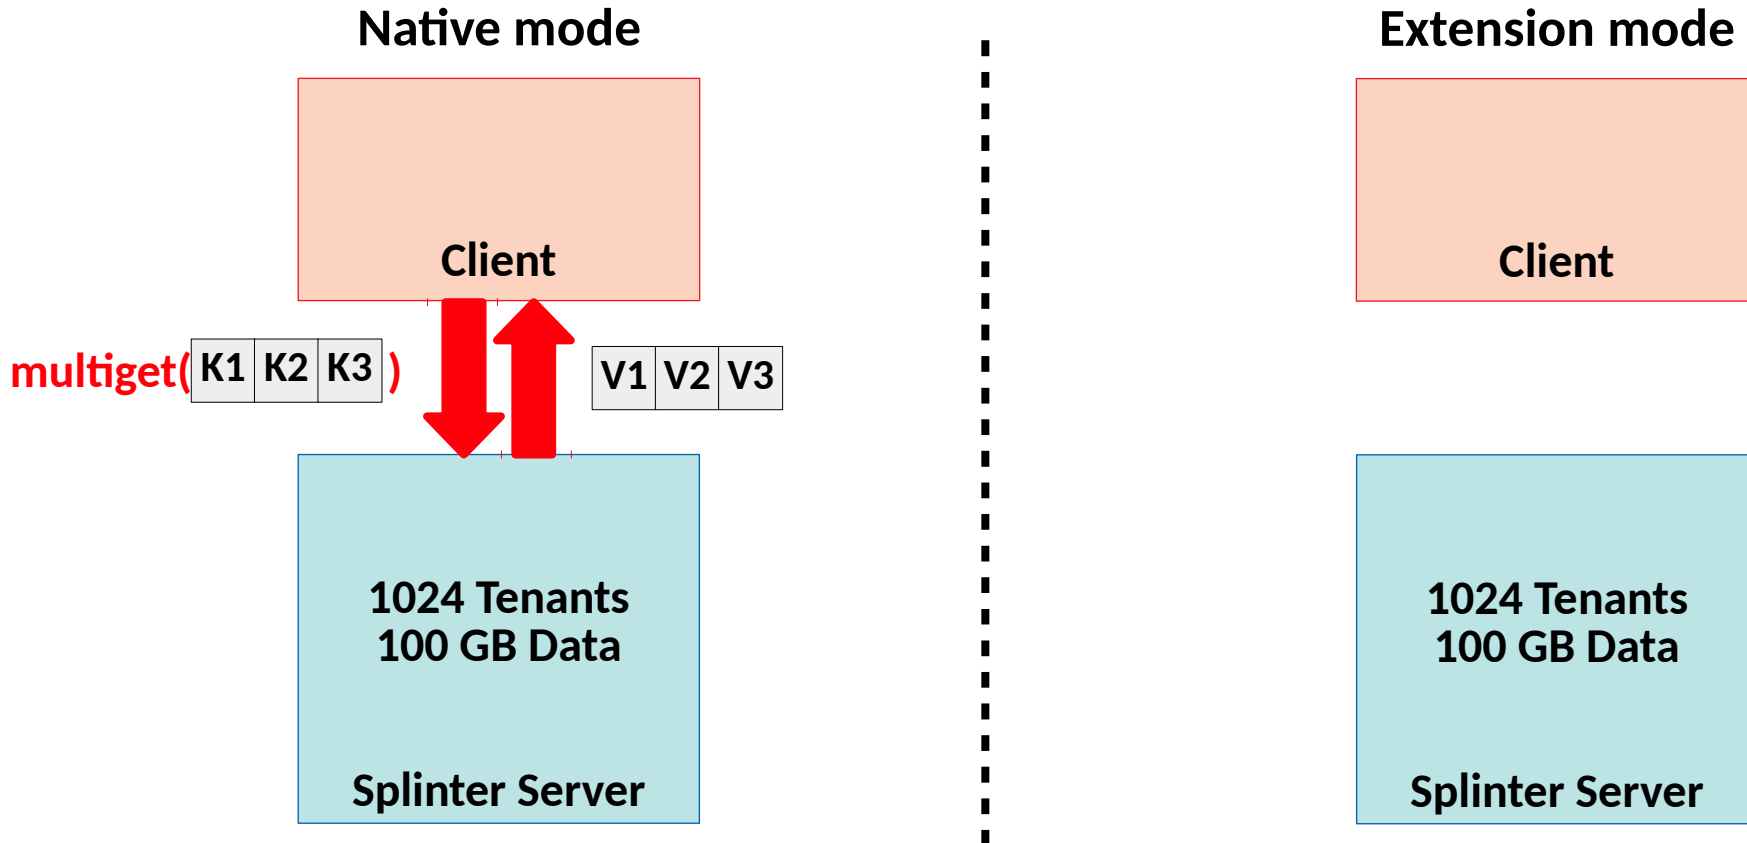 Native mode
Client
multiget( K1 K2 K3 )
V1 V2 V3
1024 Tenants
100 GB Data
Splinter Server
Extension mode
Client
1024 Tenants
100 GB Data
Splinter Server